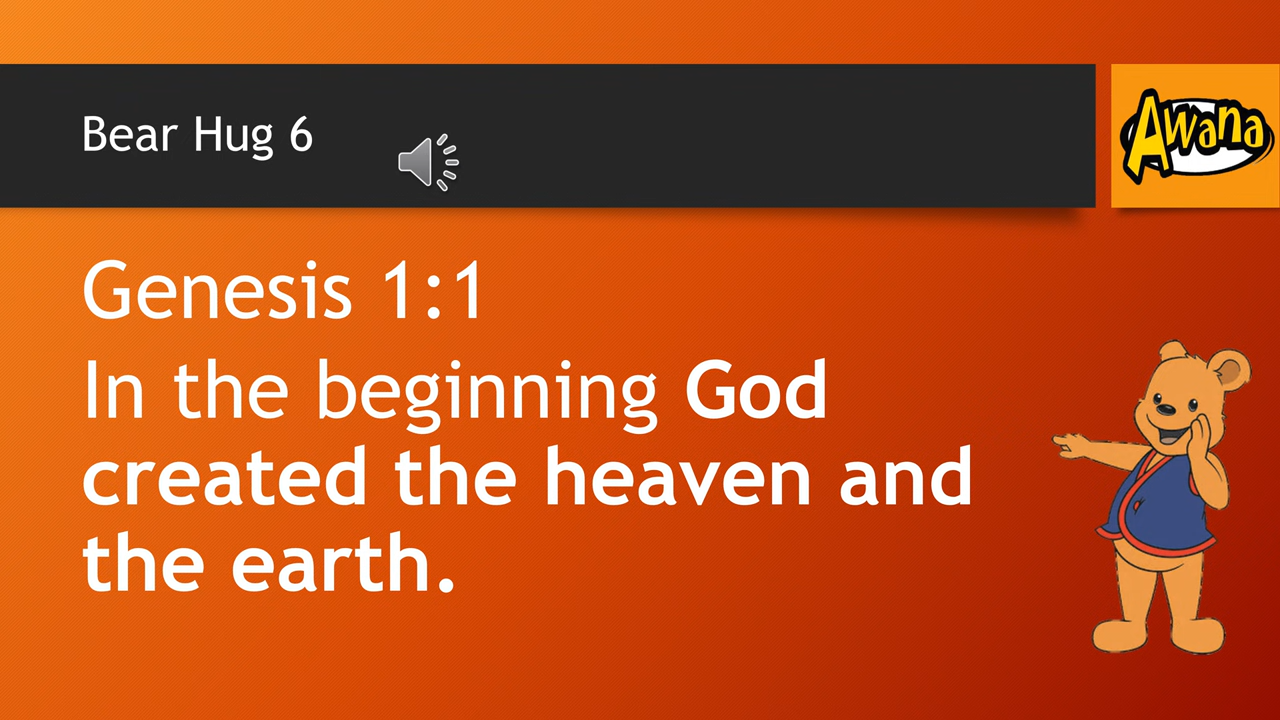 Bear Hug 6
Awana
Genesis 1:1
In the beginning God
created the heaven and
the earth.